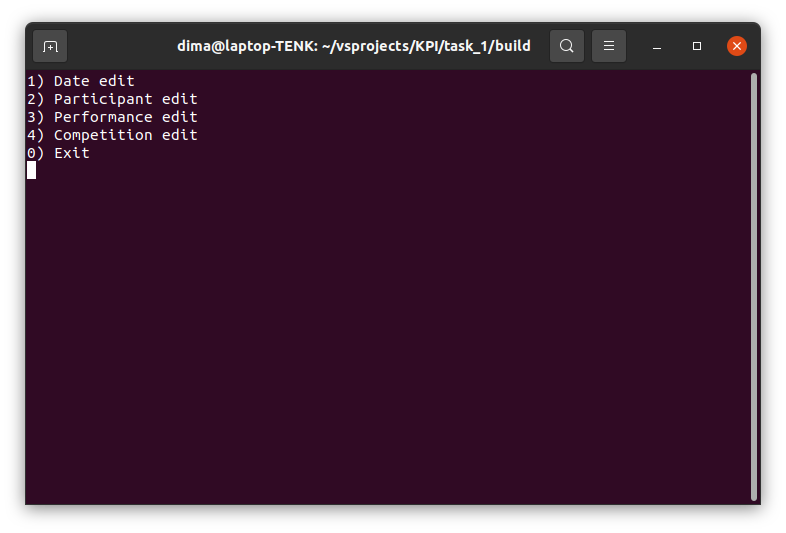 dima@laptop-TENK: ~/vsprojects/KPI/task_1/build
1) Date edit
2) Participant edit
3) Performance edit
4) Competition edit
0) Exit